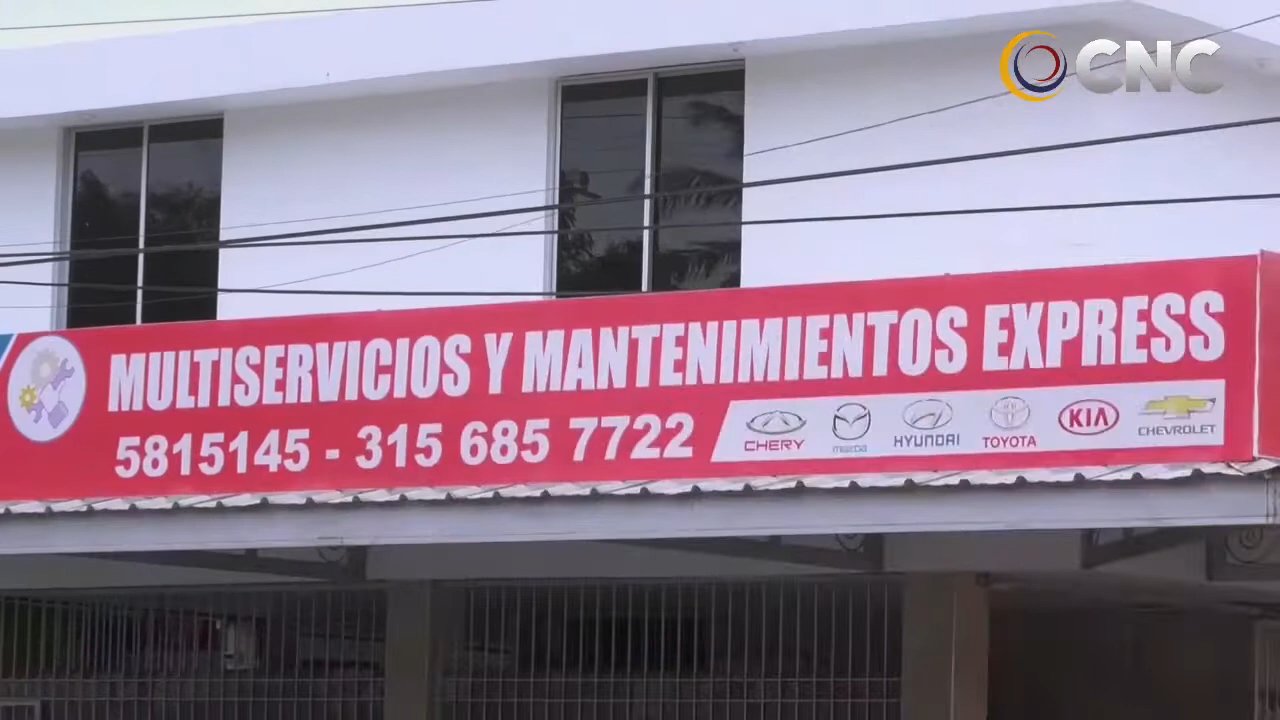 CNC
MULTISERVICIOS Y MANTENIMIENTOS EXPRESS
5815145 - 315 685 7722
CHERY
mazda
HYUNDAI
TOYOTA
KIA
CHEVROLET